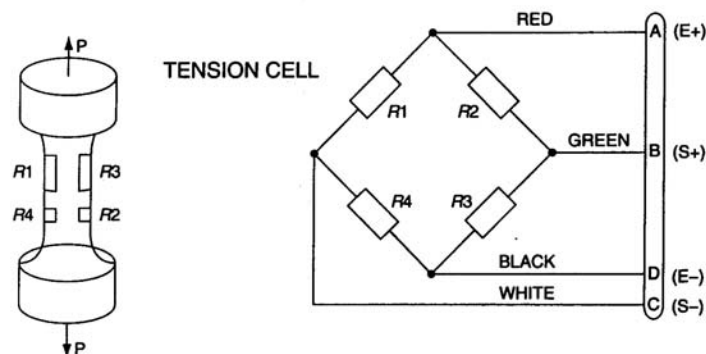 P
R1 R3
R4 R2
P
TENSION CELL
RED
A (E+)
R1 R2
GREEN
B (S+)
R4 R3
BLACK
D (E−)
WHITE
C (S−)